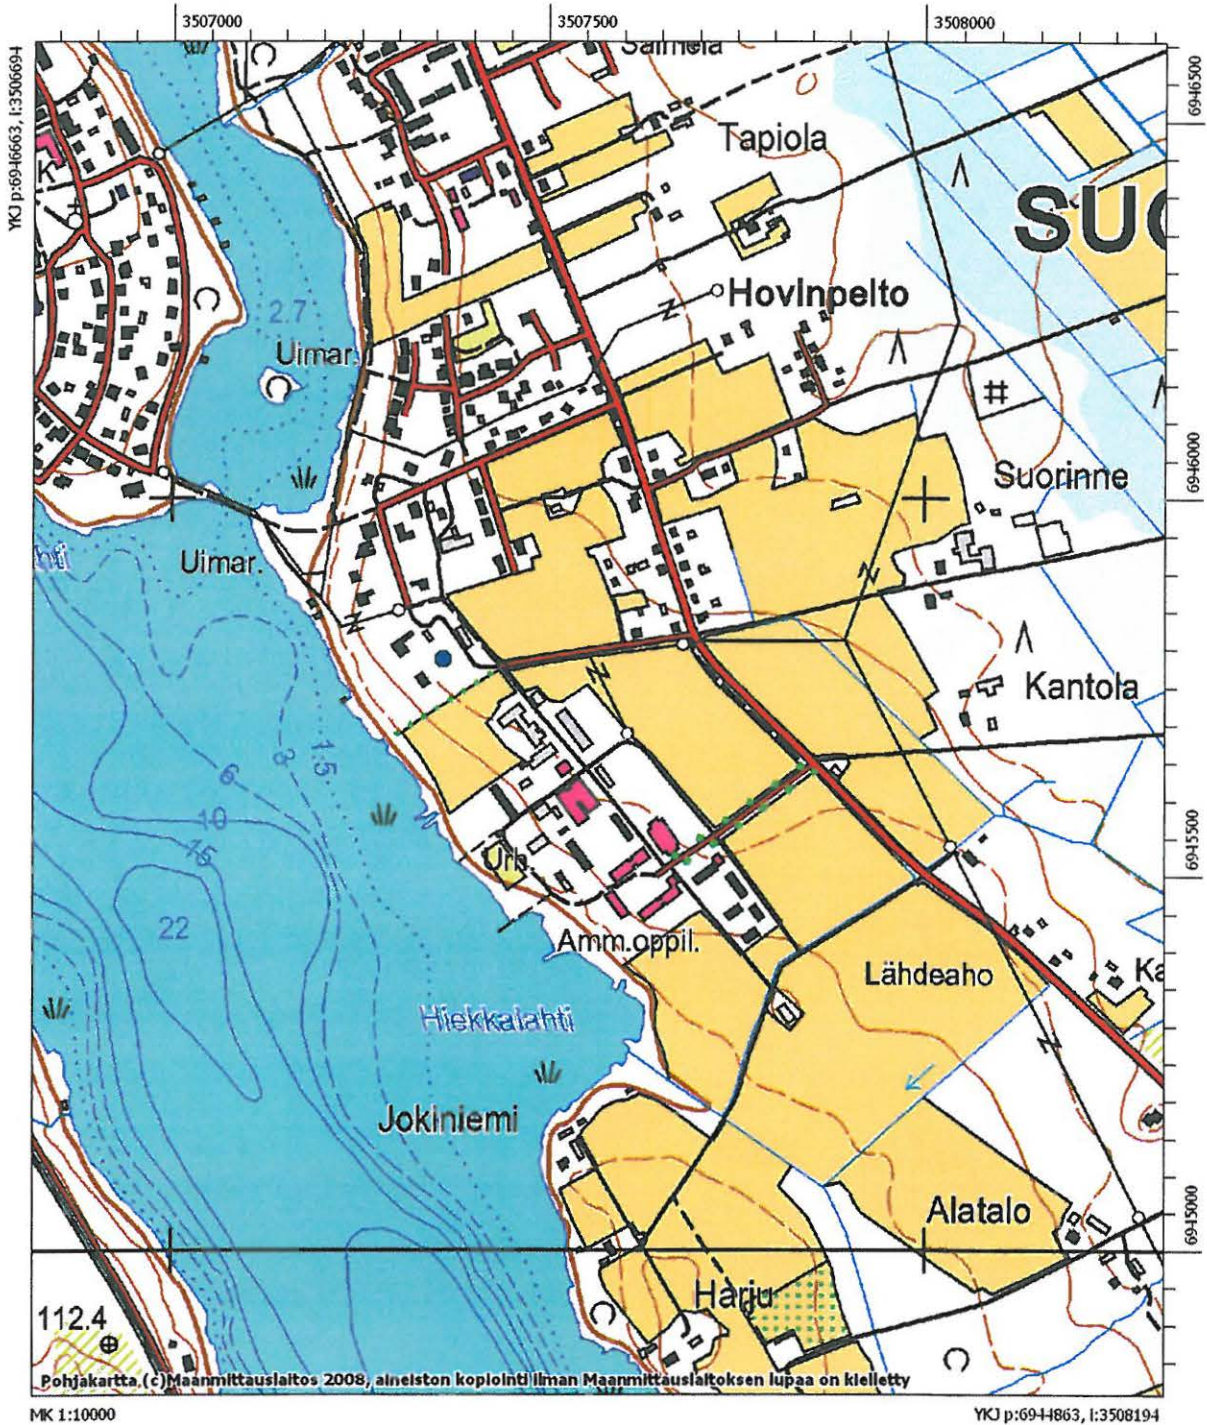 3507000
3507500
3508000
YKJ p:6946663, I:3506694
6946500
Salmela
Tapiola
K
SUO
2.7
Hovinpelto
Uimar.
6946000
Suorinne
hti
Uimar.
Kantola
1.5
3
6
10
15
Urh.
6945500
22
Amm.oppil.
Lähdeaho
Ka
Hiekkalahti
Jokiniemi
Alatalo
6945000
Harju
112.4
Pohjakartta (c)Maanmittauslaitos 2008, aineiston kopiointi ilman Maanmittauslaitoksen lupaa on kielletty
MK 1:10000
YKJ p:6944863, I:3508194